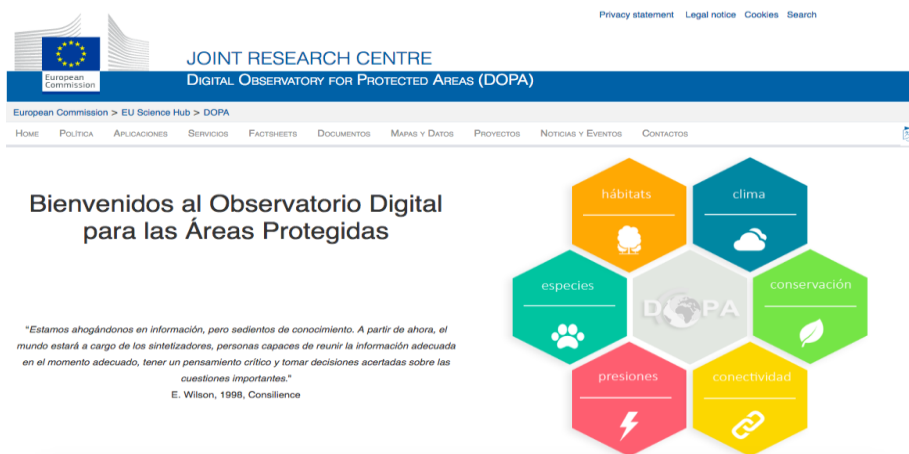 Privacy statement Legal notice Cookies Search
European
Commission
JOINT RESEARCH CENTRE
DIGITAL OBSERVATORY FOR PROTECTED AREAS (DOPA)
European Commission > EU Science Hub > DOPA
HOME POLÍTICA APLICACIONES SERVICIOS FACTSHEETS DOCUMENTOS MAPAS Y DATOS PROYECTOS NOTICIAS Y EVENTOS CONTACTOS
Bienvenidos al Observatorio Digital
para las Áreas Protegidas
"Estamos ahogándonos en información, pero sedientos de conocimiento. A partir de ahora, el
mundo estará a cargo de los sintetizadores, personas capaces de reunir la información adecuada
en el momento adecuado, tener un pensamiento crítico y tomar decisiones acertadas sobre las
cuestiones importantes."
E. Wilson, 1998, Consilience
hábitats
clima
especies
DOPA
conservación
presiones
conectividad